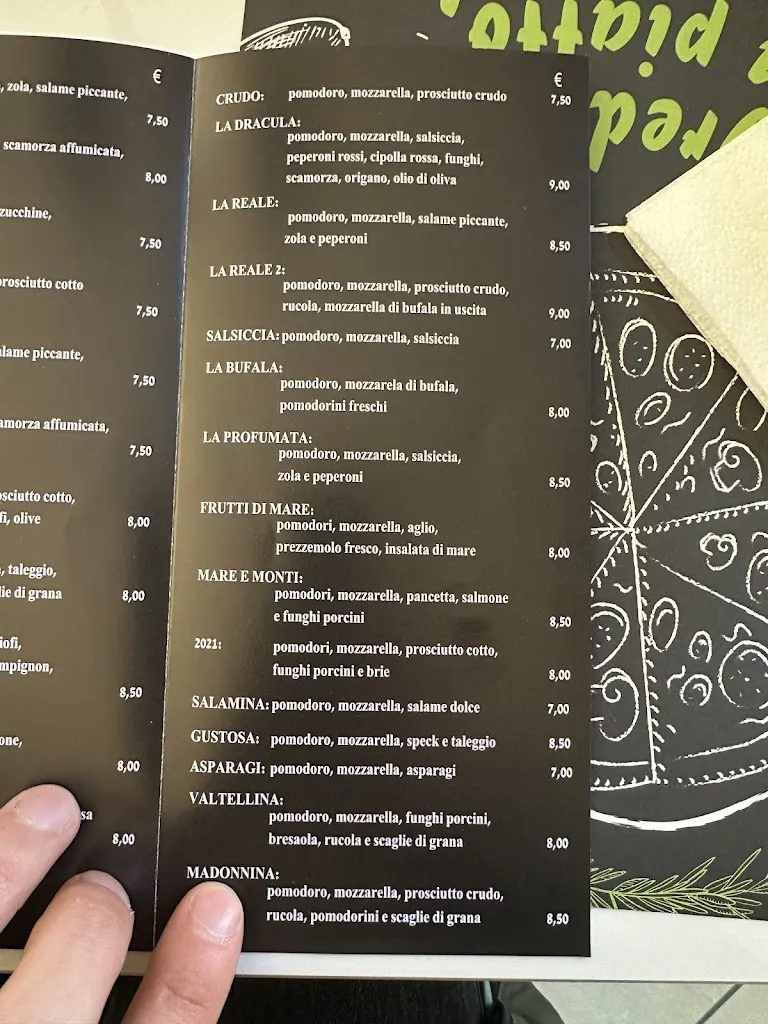 €
, zola, salame piccante,
7,50
scamorza affumicata,
8,00
zucchine,
7,50
prosciutto cotto
7,50
salame piccante,
7,50
amorza affumicata,
7,50
osciutto cotto,
fi, olive
8,00
, taleggio,
lie di grana
8,00
iofi,
mpignon,
8,50
one,
8,00
sa
8,00
€
CRUDO: pomodoro, mozzarella, prosciutto crudo 7,50
LA DRACULA:
pomodoro, mozzarella, salsiccia,
peperoni rossi, cipolla rossa, funghi,
scamorza, origano, olio di oliva 9,00
LA REALE:
pomodoro, mozzarella, salame piccante,
zola e peperoni 8,50
LA REALE 2:
pomodoro, mozzarella, prosciutto crudo,
rucola, mozzarella di bufala in uscita 9,00
SALSICCIA: pomodoro, mozzarella, salsiccia 7,00
LA BUFALA:
pomodoro, mozzarela di bufala,
pomodorini freschi 8,00
LA PROFUMATA:
pomodoro, mozzarella, salsiccia,
zola e peperoni 8,50
FRUTTI DI MARE:
pomodori, mozzarella, aglio,
prezzemolo fresco, insalata di mare 8,00
MARE E MONTI:
pomodori, mozzarella, pancetta, salmone
e funghi porcini 8,50
2021: pomodori, mozzarella, prosciutto cotto,
funghi porcini e brie 8,00
SALAMINA: pomodoro, mozzarella, salame dolce 7,00
GUSTOSA: pomodoro, mozzarella, speck e taleggio 8,50
ASPARAGI: pomodoro, mozzarella, asparagi 7,00
VALTELLINA:
pomodoro, mozzarella, funghi porcini,
bresaola, rucola e scaglie di grana 8,00
MADONNINA:
pomodoro, mozzarella, prosciutto crudo,
rucola, pomodorini e scaglie di grana 8,50
piatto,